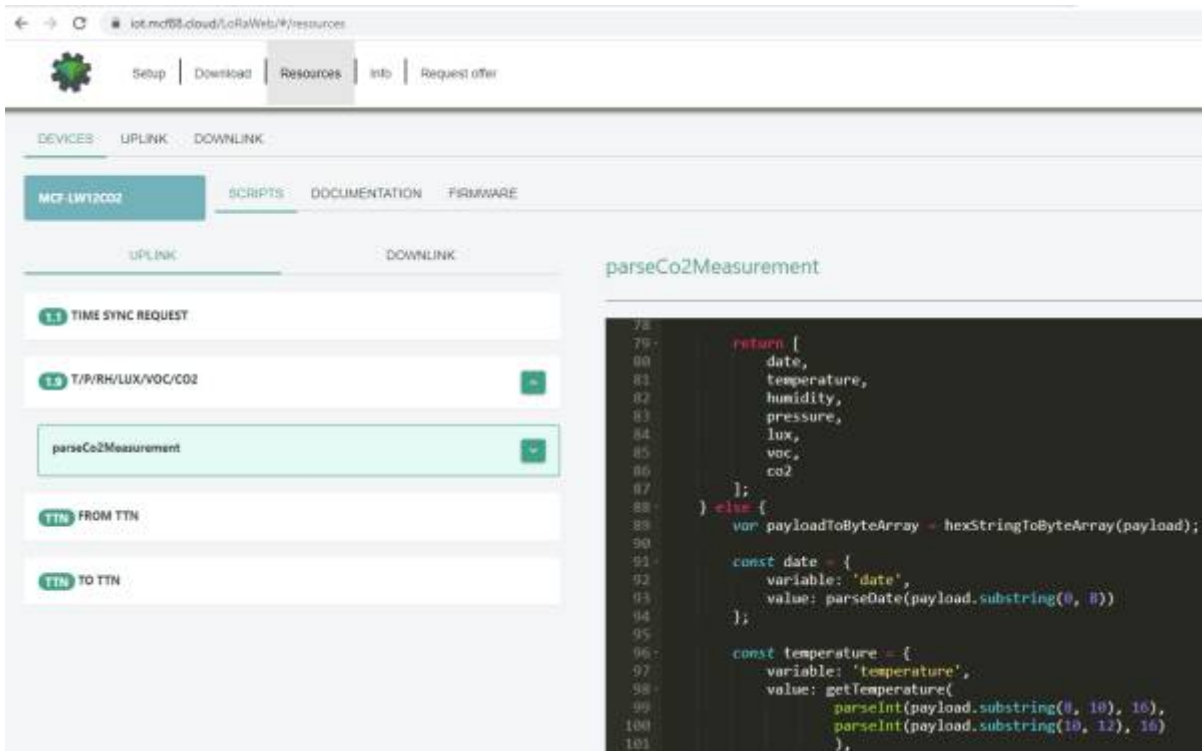 iot.mcf88.cloud/LoRaWeb/#/resources
Setup | Download | Resources | Info | Request offer
DEVICES UPLINK DOWNLINK
MCF-LW12CO2 SCRIPTS DOCUMENTATION FIRMWARE
UPLINK DOWNLINK
parseCo2Measurement
1.1 TIME SYNC REQUEST
1.9 T/P/RH/LUX/VOC/CO2
parseCo2Measurement
TTN FROM TTN
TTN TO TTN
78
79 return [
80 date,
81 temperature,
82 humidity,
83 pressure,
84 lux,
85 voc,
86 co2
87 ];
88 } else {
89 var payloadToByteArray = hexStringToByteArray(payload);
90
91 const date = {
92 variable: 'date',
93 value: parseDate(payload.substring(0, 8))
94 };
95
96 const temperature = {
97 variable: 'temperature',
98 value: getTemperature(
99 parseInt(payload.substring(8, 10), 16),
100 parseInt(payload.substring(10, 12), 16)
101 ),